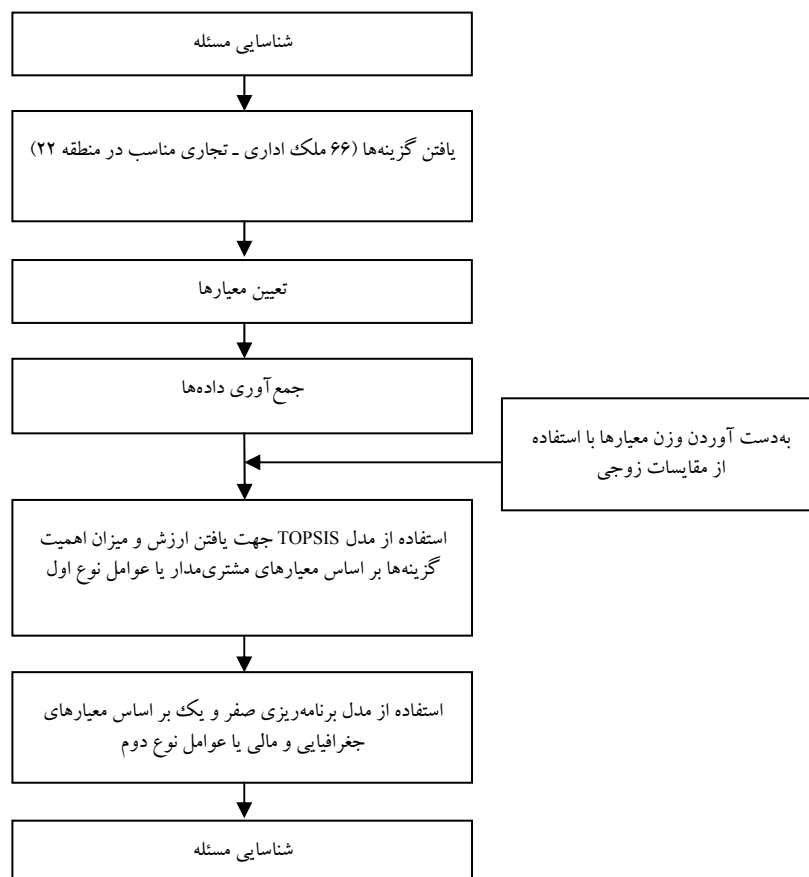 شناسایی مسئله
یافتن گزینه‌ها (۶۶ ملک اداری ـ تجاری مناسب در منطقه ۲۲)
تعیین معیارها
جمع‌آوری داده‌ها
به‌دست آوردن وزن معیارها با استفاده
از مقایسات زوجی
استفاده از مدل TOPSIS جهت یافتن ارزش و میزان اهمیت
گزینه‌ها بر اساس معیارهای مشتری‌مدار یا عوامل نوع اول
استفاده از مدل برنامه‌ریزی صفر و یک بر اساس معیارهای
جغرافیایی و مالی یا عوامل نوع دوم
شناسایی مسئله